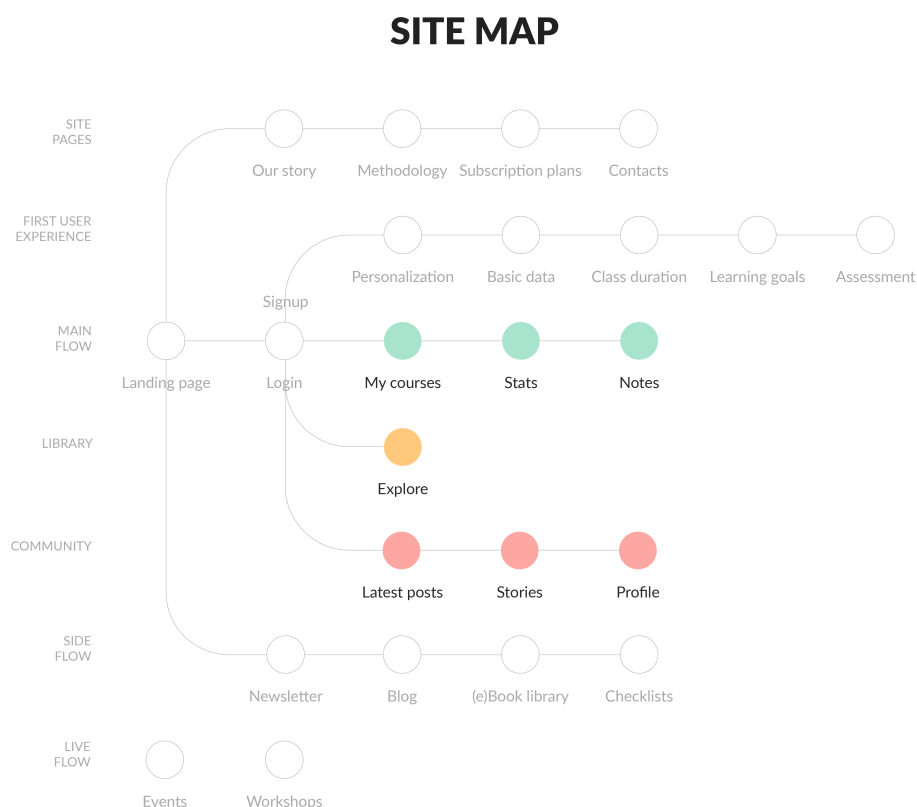 SITE MAP
SITE
PAGES
Our story
Methodology
Subscription plans
Contacts
FIRST USER
EXPERIENCE
Personalization
Basic data
Class duration
Learning goals
Assessment
Signup
MAIN
FLOW
Landing page
Login
My courses
Stats
Notes
LIBRARY
Explore
COMMUNITY
Latest posts
Stories
Profile
SIDE
FLOW
Newsletter
Blog
(e)Book library
Checklists
LIVE
FLOW
Events
Workshops